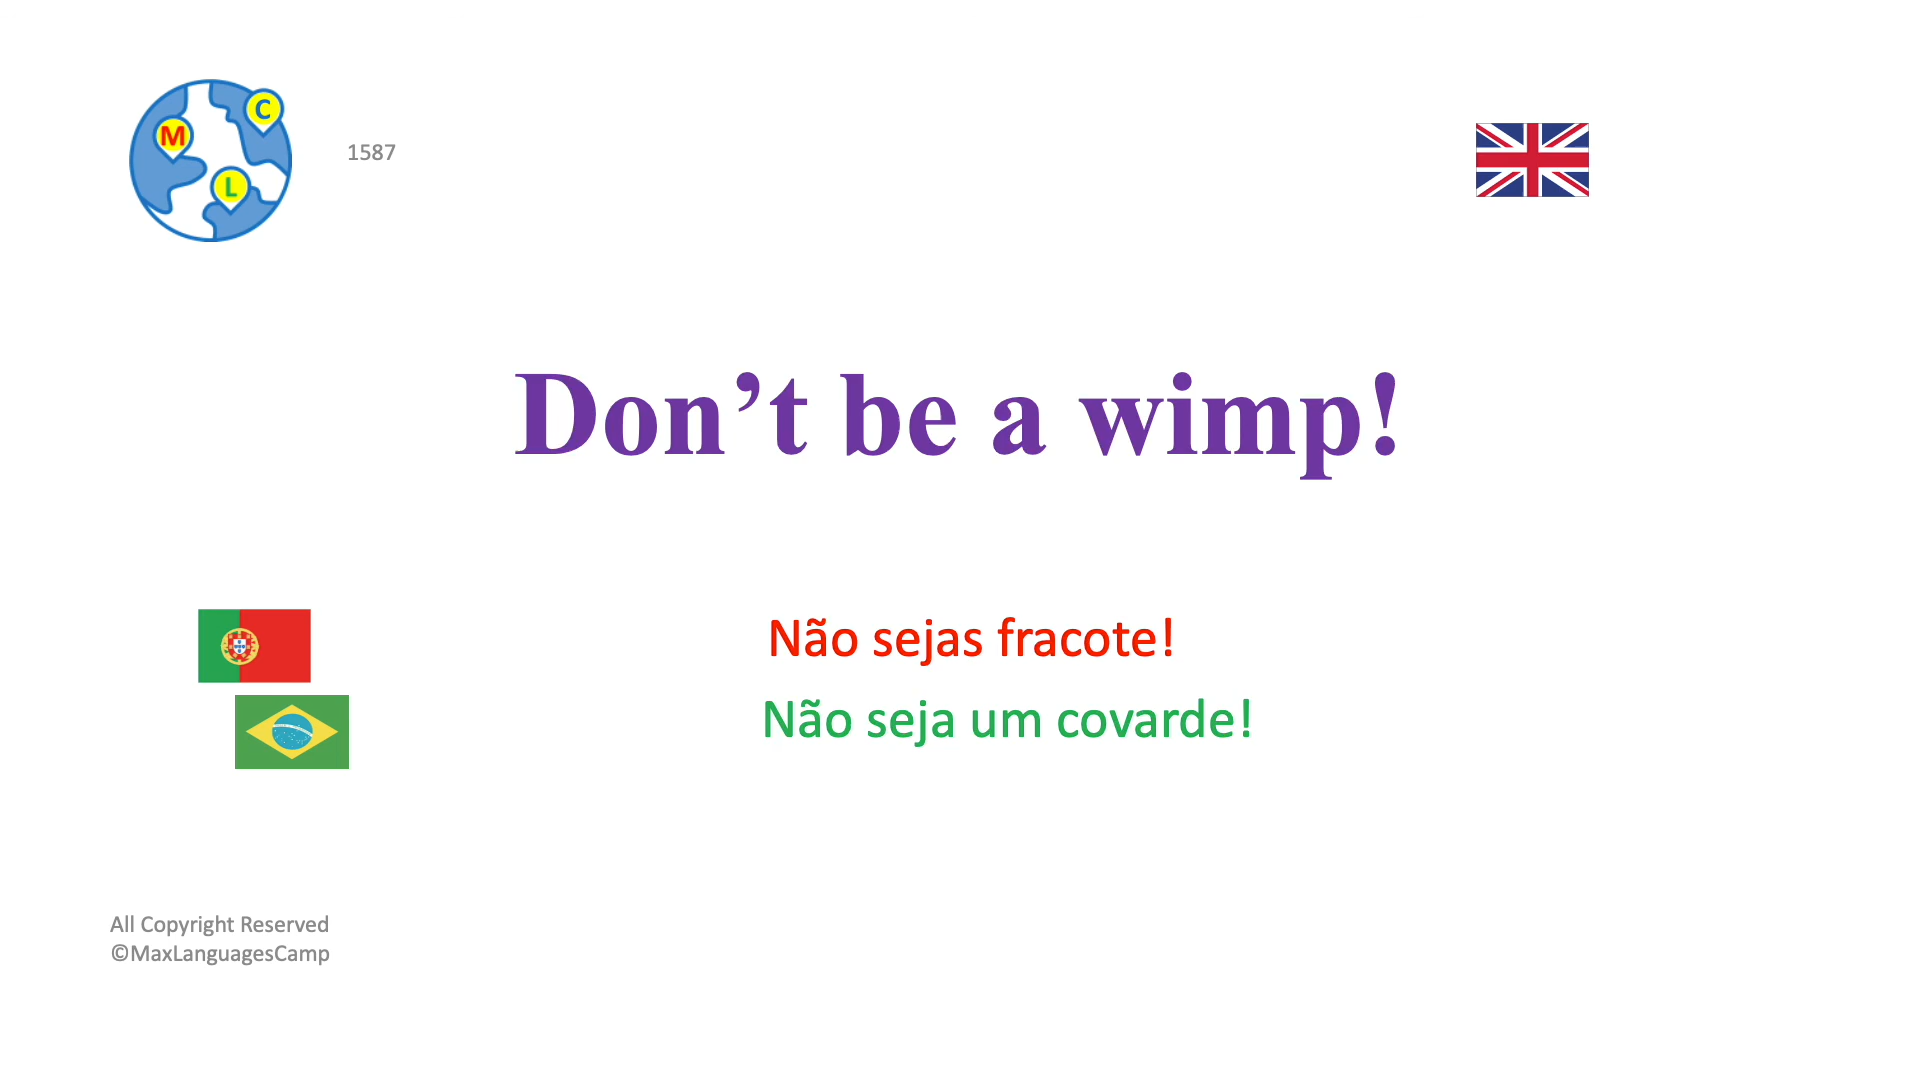 M
C
L
1587
Don’t be a wimp!
Não sejas fracote!
Não seja um covarde!
All Copyright Reserved
©MaxLanguagesCamp